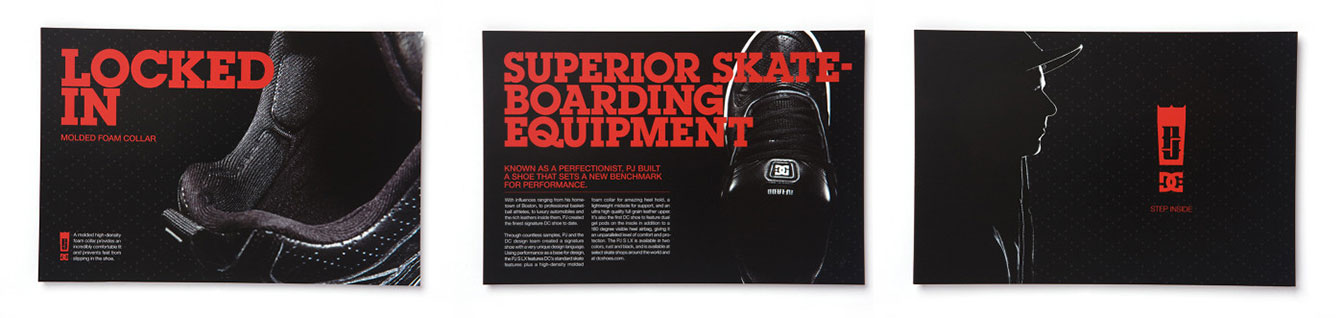 LOCKED
IN
MOLDED FOAM COLLAR
A molded high-density
foam collar provides an
incredibly comfortable fit
and prevents feet from
slipping in the shoe.
SUPERIOR SKATE-
BOARDING
EQUIPMENT
KNOWN AS A PERFECTIONIST, PJ BUILT
A SHOE THAT SETS A NEW BENCHMARK
FOR PERFORMANCE.
With influences ranging from his home-
town of Boston, to professional basket-
ball athletes, to luxury automobiles and
the rich leathers inside them, PJ created
the finest signature DC shoe to date.
Through countless samples, PJ and the
DC design team created a signature
shoe with a very unique design language.
Using performance as a base for design,
the PJ S LX features DC's standard skate
features plus a high-density molded
foam collar for amazing heel hold, a
lightweight midsole for support, and an
ultra high quality full grain leather upper.
It's also the first DC shoe to feature dual
gel pods on the insole in addition to a
180 degree visible heel airbag, giving it
an unparalleled level of comfort and pro-
tection. The PJ S LX is available in two
colors, rust and black, and is available at
select skate shops around the world and
at dcshoes.com.
DC
PJ
DC
STEP INSIDE